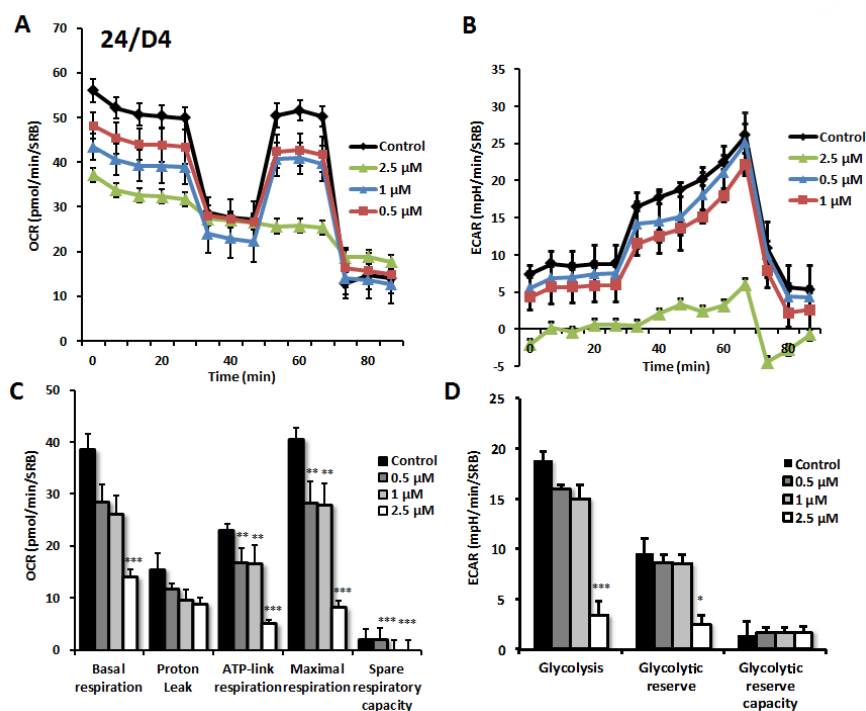 A
24/D4
OCR (pmol/min/SRB)
70
60
50
40
30
20
10
0
0
20
40
60
80
Time (min)
Control
2.5 µM
1 µM
0.5 µM
B
ECAR (mpH/min/SRB)
35
30
25
20
15
10
5
0
-5
0
20
40
60
80
Time (min)
Control
2.5 µM
0.5 µM
1 µM
C
OCR (pmol/min/SRB)
50
40
30
20
10
0
Control
0.5 µM
1 µM
2.5 µM
***
** **
***
** **
***
*** ***
Basal
respiration
Proton
Leak
ATP-link
respiration
Maximal
respiration
Spare
respiratory
capacity
D
ECAR (mpH/min/SRB)
25
20
15
10
5
0
Control
0.5 µM
1 µM
2.5 µM
***
*
Glycolysis
Glycolytic
reserve
Glycolytic
reserve
capacity